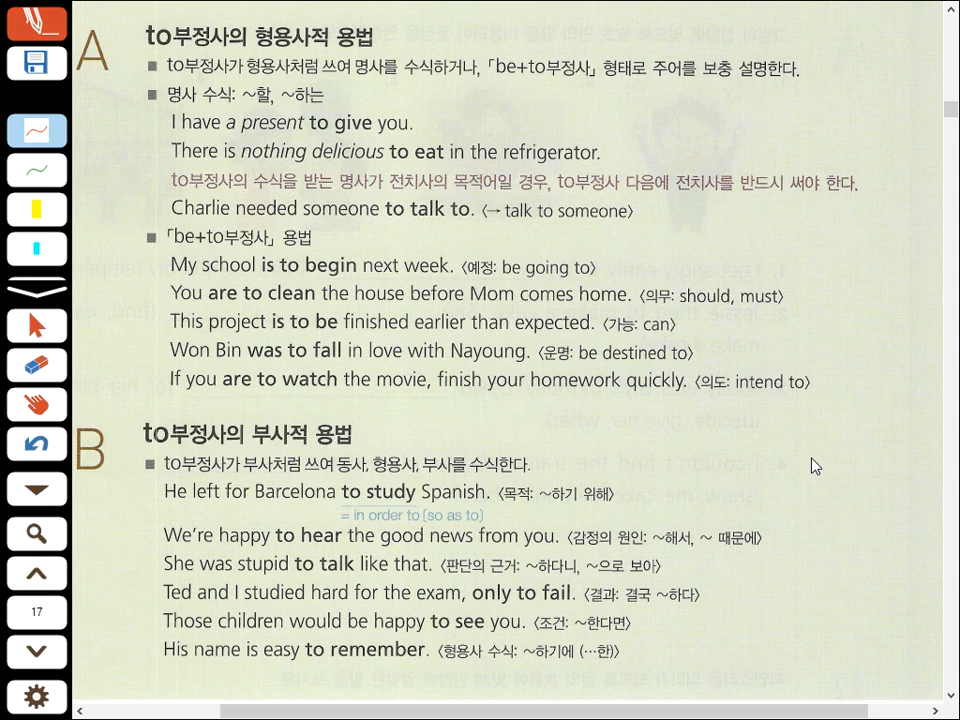 A to부정사의 형용사적 용법
■ to부정사가 형용사처럼 쓰여 명사를 수식하거나, 「be+to부정사」 형태로 주어를 보충 설명한다.
■ 명사 수식: ~할, ~하는
I have a present to give you.
There is nothing delicious to eat in the refrigerator.
to부정사의 수식을 받는 명사가 전치사의 목적어일 경우, to부정사 다음에 전치사를 반드시 써야 한다.
Charlie needed someone to talk to. 〈→ talk to someone〉
■ 「be+to부정사」 용법
My school is to begin next week. 〈예정: be going to〉
You are to clean the house before Mom comes home. 〈의무: should, must〉
This project is to be finished earlier than expected. 〈가능: can〉
Won Bin was to fall in love with Nayoung. 〈운명: be destined to〉
If you are to watch the movie, finish your homework quickly. 〈의도: intend to〉
B to부정사의 부사적 용법
■ to부정사가 부사처럼 쓰여 동사, 형용사, 부사를 수식한다.
He left for Barcelona to study Spanish. 〈목적: ~하기 위해〉
= in order to (so as to)
We're happy to hear the good news from you. 〈감정의 원인: ~해서, ~ 때문에〉
She was stupid to talk like that. 〈판단의 근거: ~하다니, ~으로 보아〉
Ted and I studied hard for the exam, only to fail. 〈결과: 결국 ~하다〉
Those children would be happy to see you. 〈조건: ~한다면〉
His name is easy to remember. 〈형용사 수식: ~하기에 (…한)〉
17